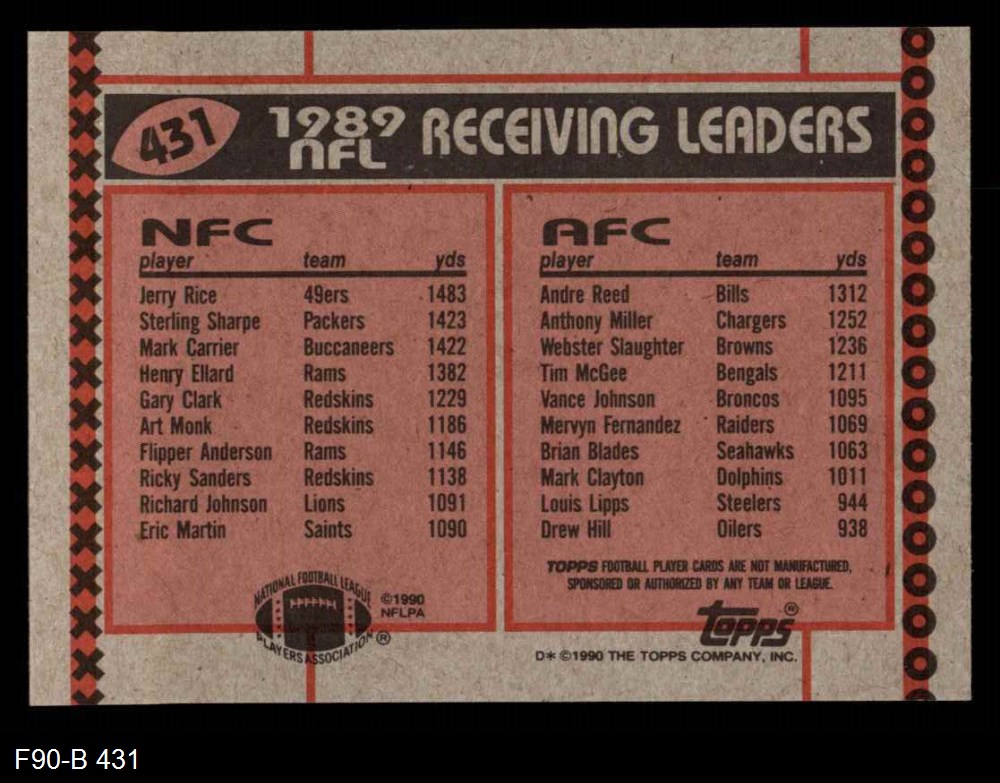 431
1989
NFL
RECEIVING LEADERS
NFC
player team yds
Jerry Rice 49ers 1483
Sterling Sharpe Packers 1423
Mark Carrier Buccaneers 1422
Henry Ellard Rams 1382
Gary Clark Redskins 1229
Art Monk Redskins 1186
Flipper Anderson Rams 1146
Ricky Sanders Redskins 1138
Richard Johnson Lions 1091
Eric Martin Saints 1090
NATIONAL FOOTBALL LEAGUE
PLAYERS ASSOCIATION ®
©1990
NFLPA
AFC
player team yds
Andre Reed Bills 1312
Anthony Miller Chargers 1252
Webster Slaughter Browns 1236
Tim McGee Bengals 1211
Vance Johnson Broncos 1095
Mervyn Fernandez Raiders 1069
Brian Blades Seahawks 1063
Mark Clayton Dolphins 1011
Louis Lipps Steelers 944
Drew Hill Oilers 938
TOPPS FOOTBALL PLAYER CARDS ARE NOT MANUFACTURED,
SPONSORED OR AUTHORIZED BY ANY TEAM OR LEAGUE.
topps®
D* ©1990 THE TOPPS COMPANY, INC.
F90-B 431